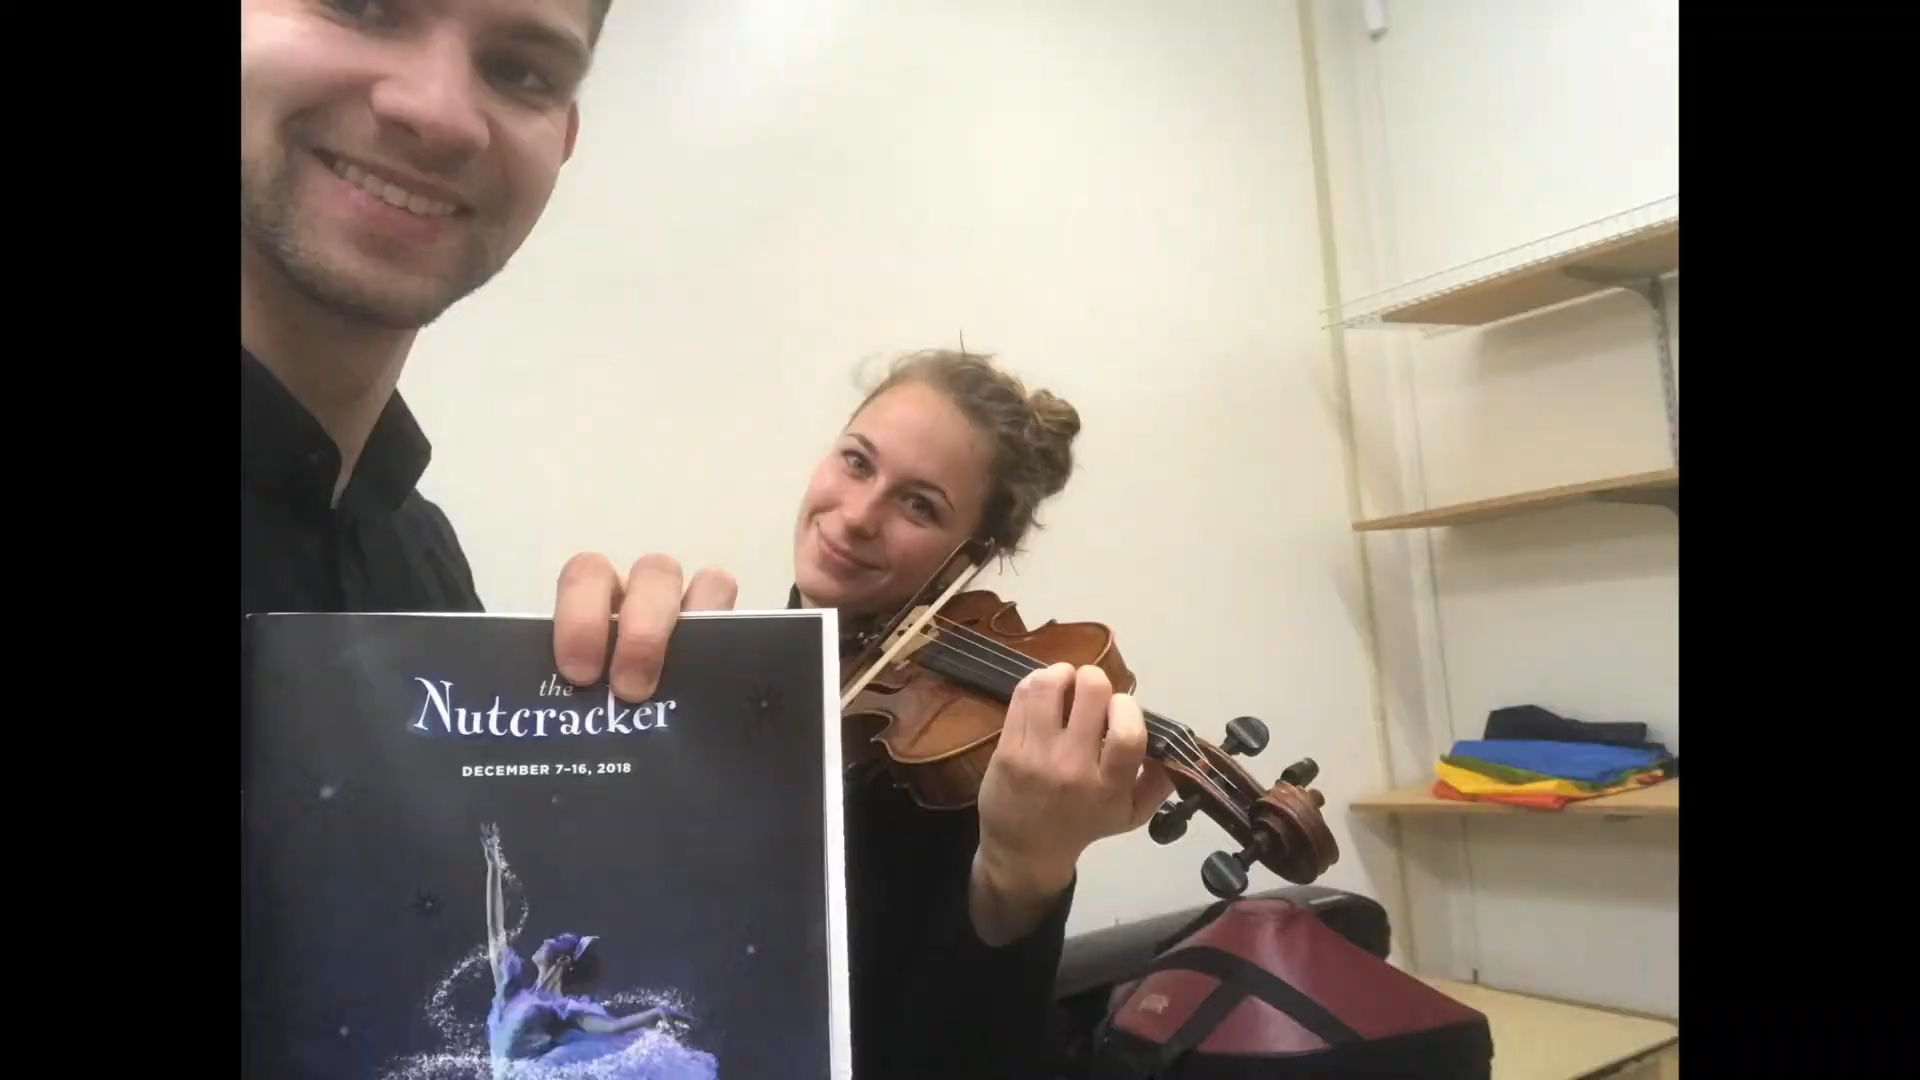 the
Nutcracker
DECEMBER 7–16, 2018